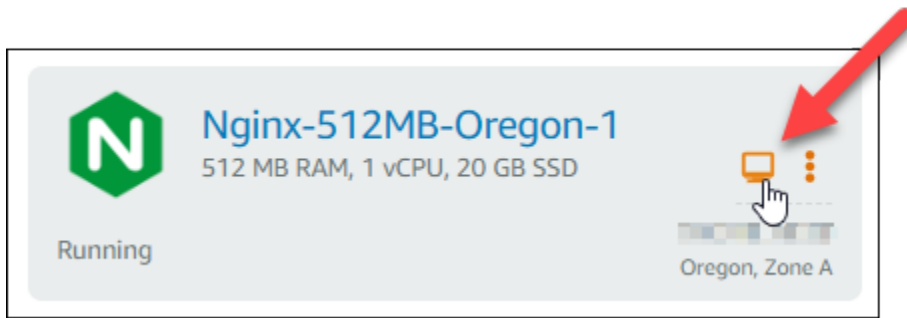 N
Nginx-512MB-Oregon-1
512 MB RAM, 1 vCPU, 20 GB SSD
Running
Oregon, Zone A